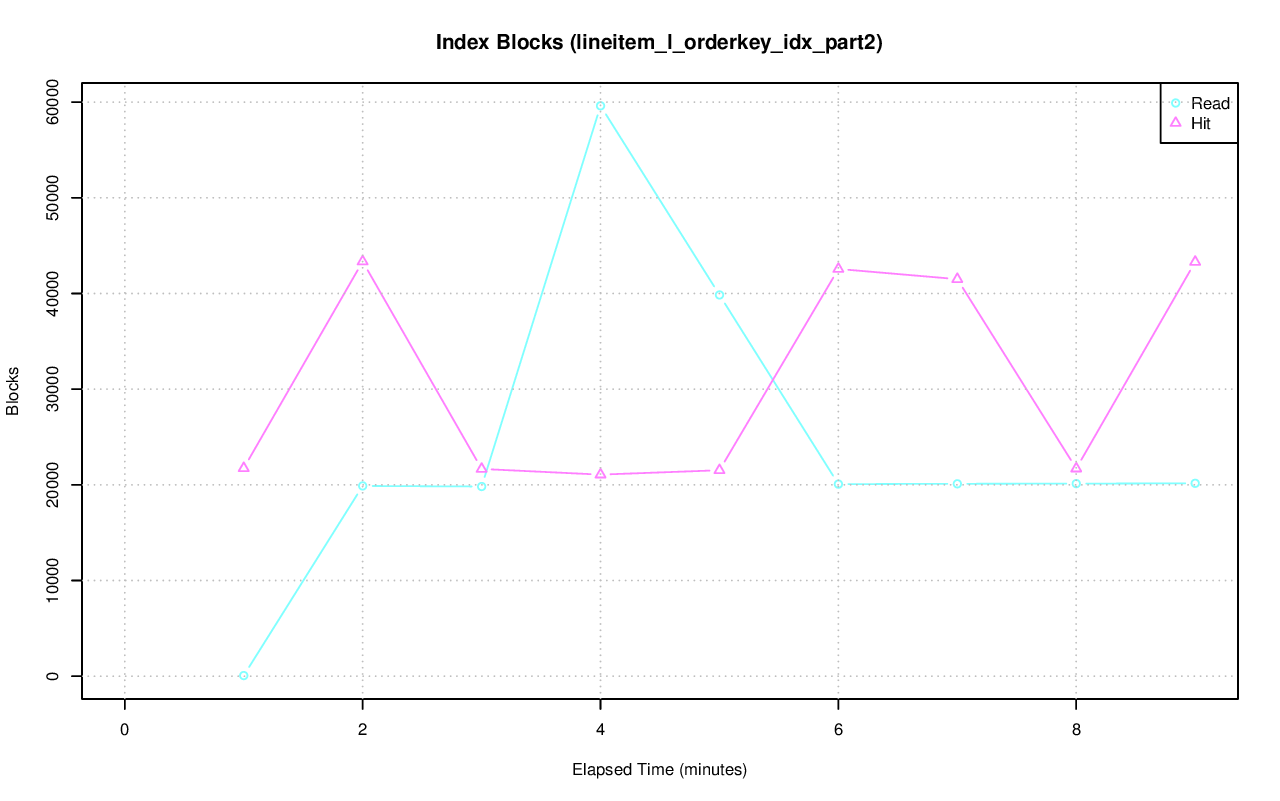 Index Blocks (lineitem_l_orderkey_idx_part2)
Read
Hit
60000
50000
40000
30000
20000
10000
0
Blocks
0 2 4 6 8
Elapsed Time (minutes)